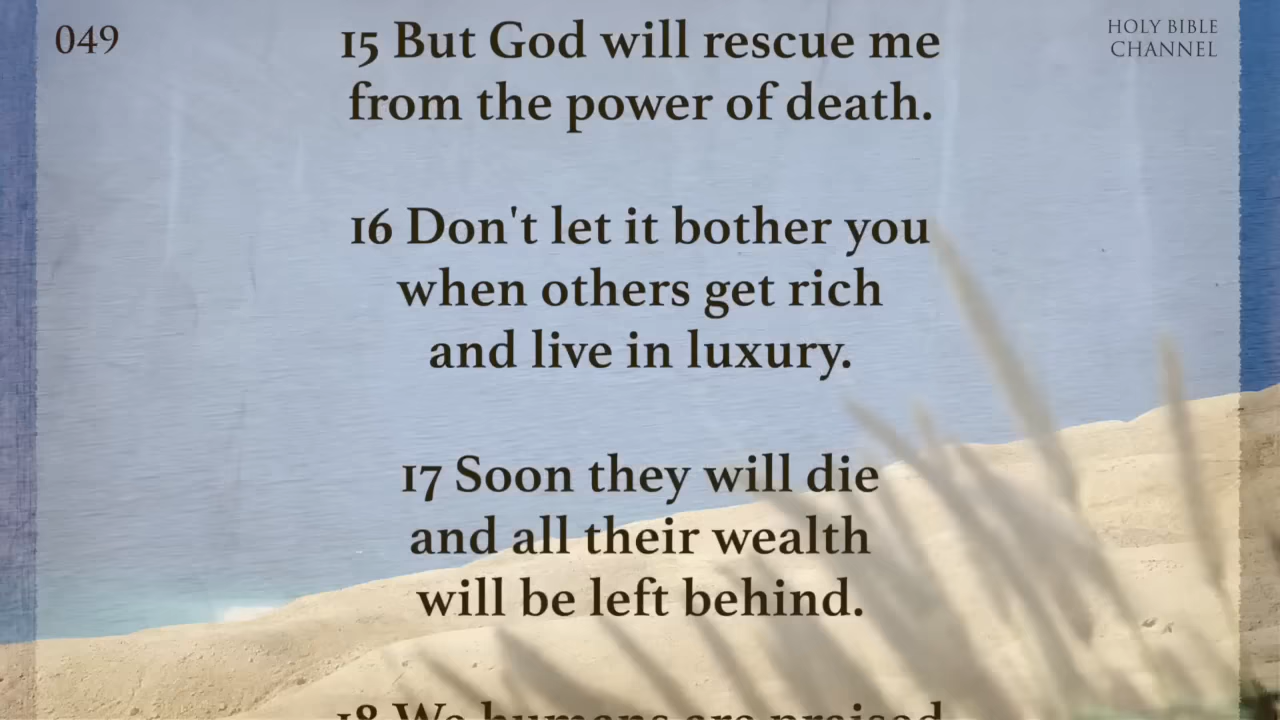 049
HOLY BIBLE
CHANNEL
15 But God will rescue me
from the power of death.
16 Don't let it bother you
when others get rich
and live in luxury.
17 Soon they will die
and all their wealth
will be left behind.
18 We humans are praised